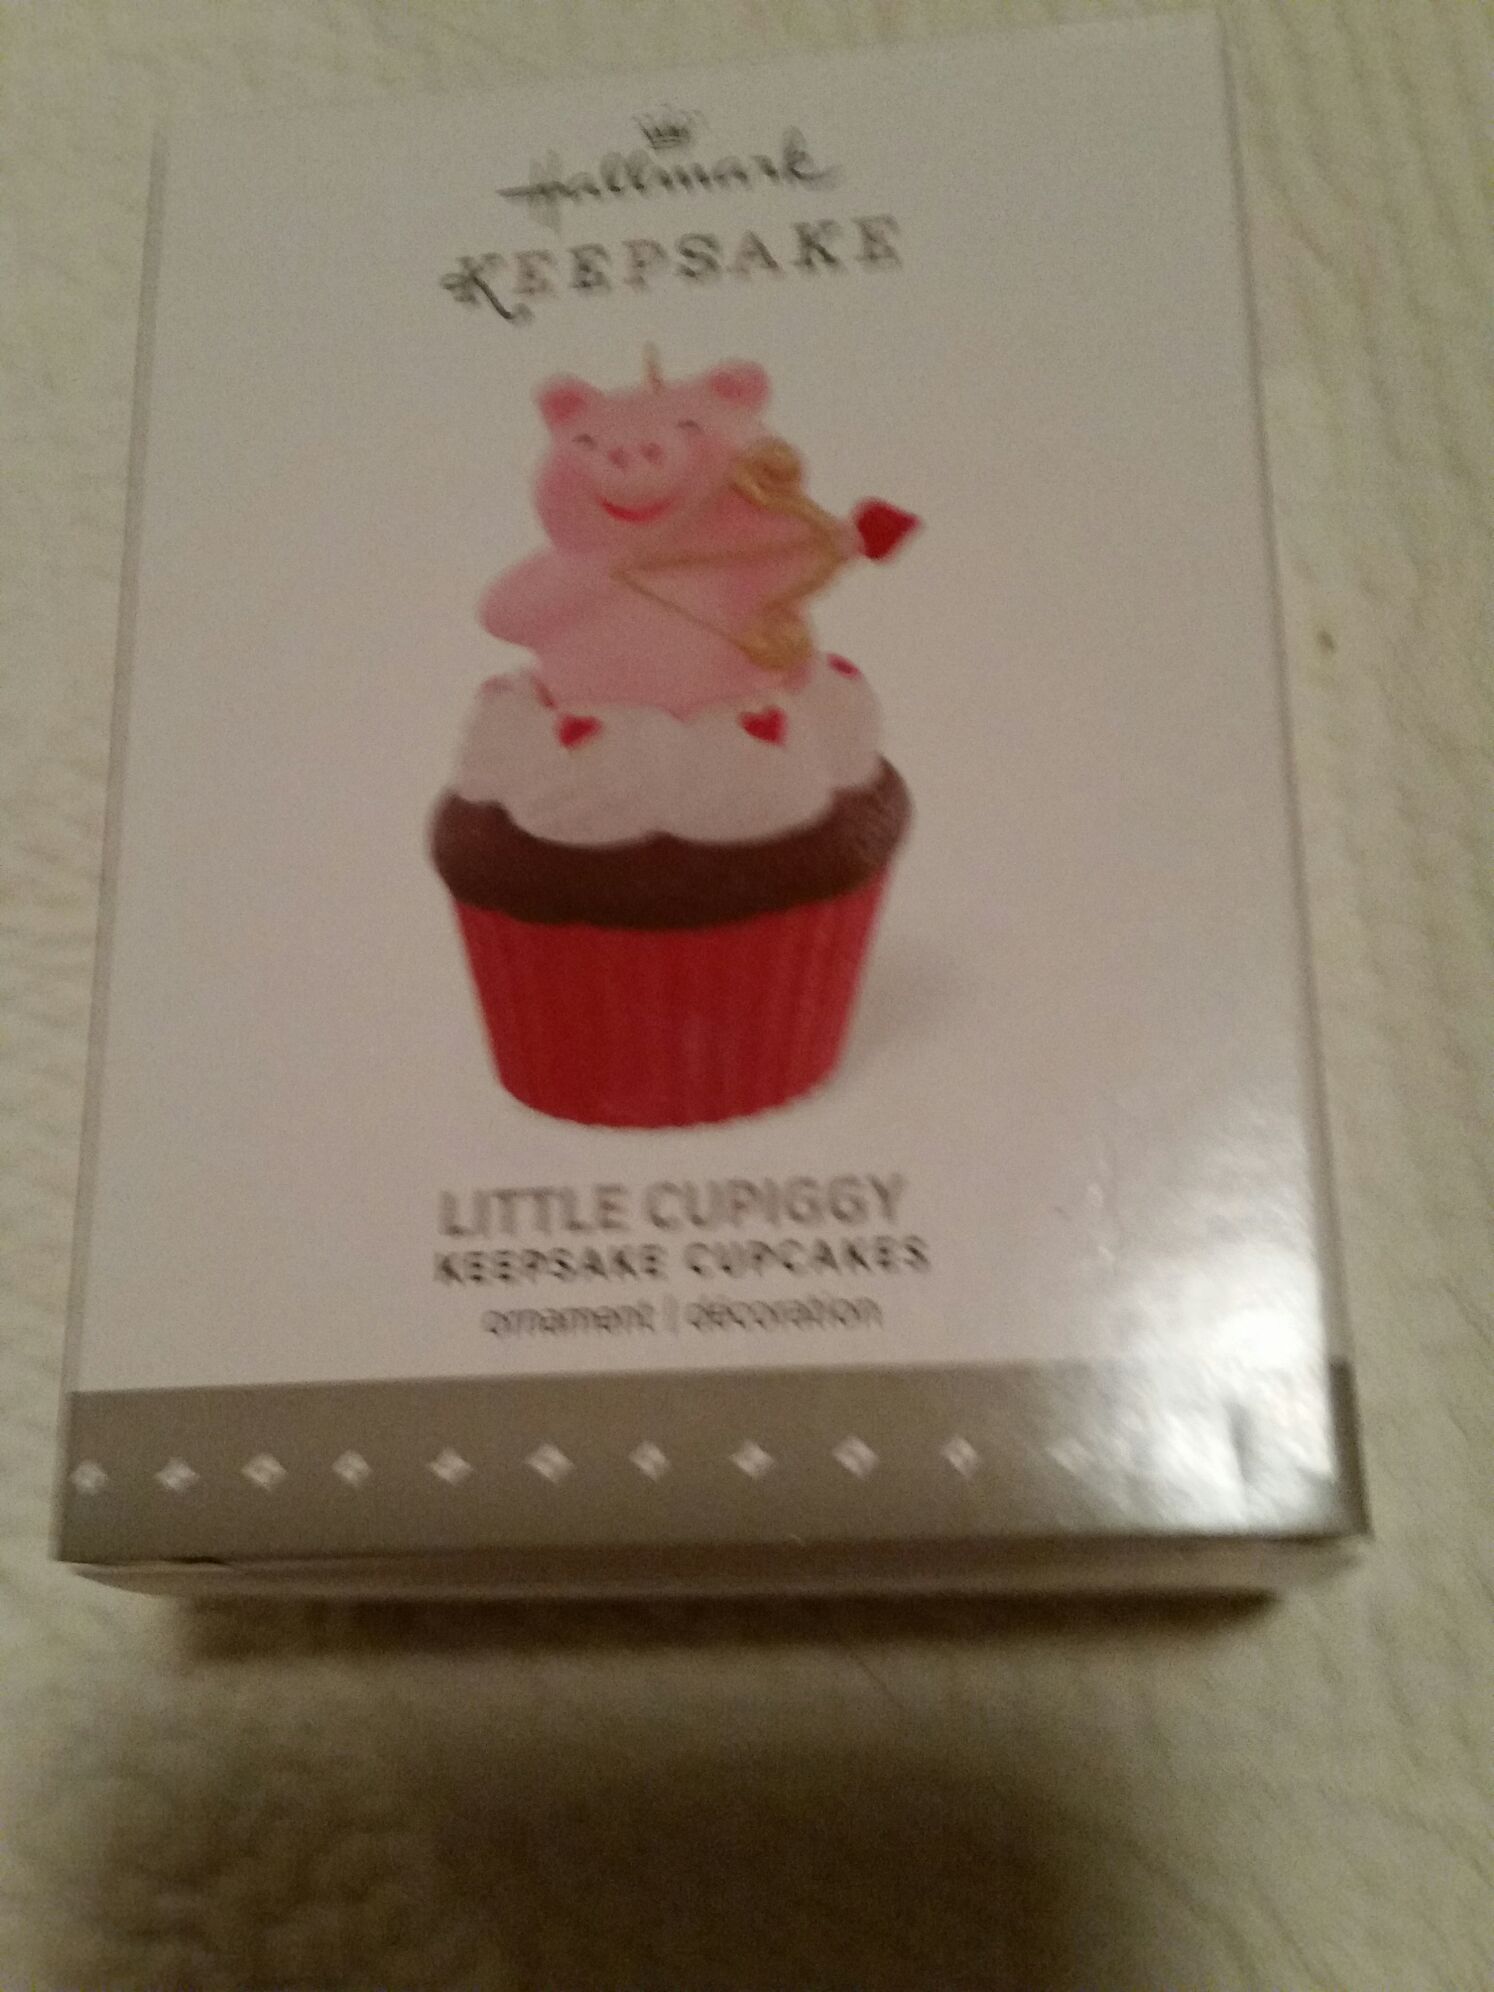 Hallmark
KEEPSAKE
LITTLE CUPIGGY
KEEPSAKE CUPCAKES
ornament | décoration